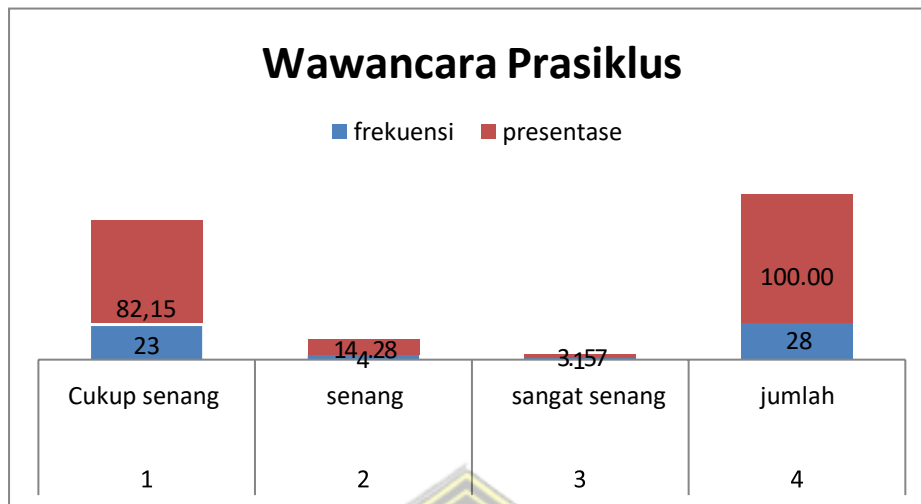 Wawancara Prasiklus
frekuensi presentase
82,15
23
14 .28
4
3.57
1
100.00
28
Cukup senang senang sangat senang jumlah
1 2 3 4